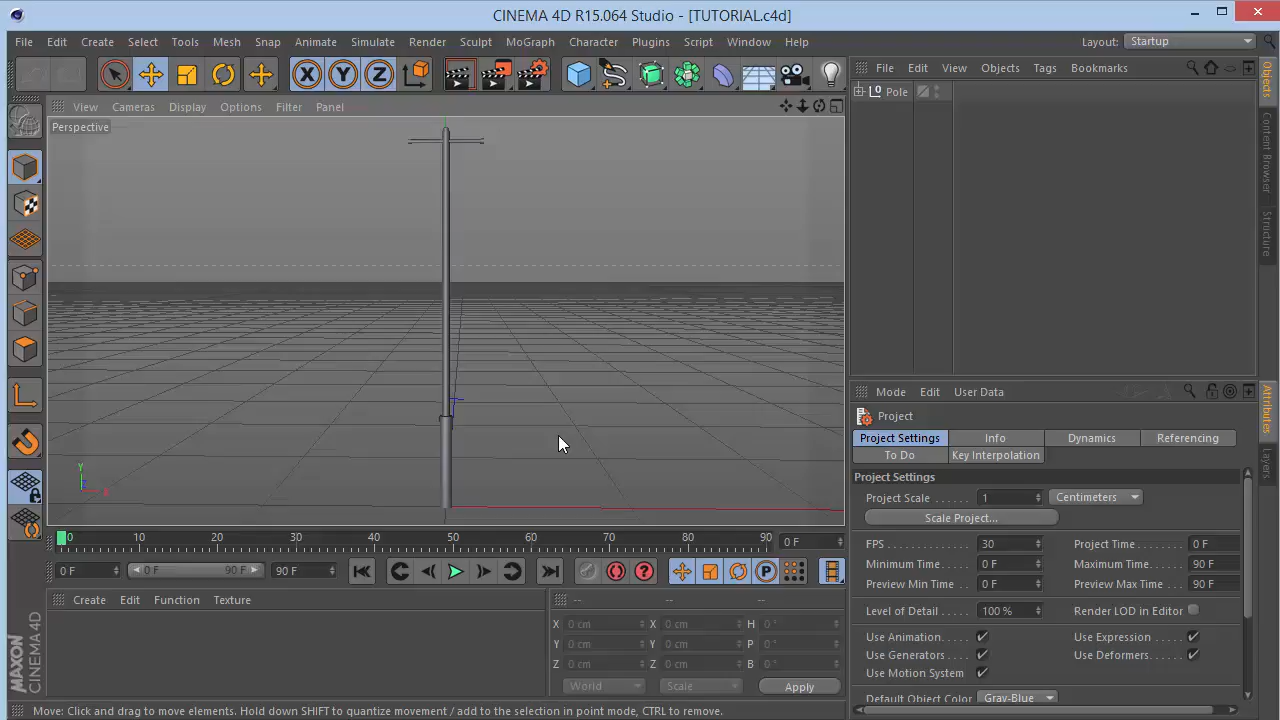 CINEMA 4D R15.064 Studio - [TUTORIAL.c4d]
File Edit Create Select Tools Mesh Snap Animate Simulate Render Sculpt MoGraph Character Plugins Script Window Help Layout: Startup
X Y Z
File Edit View Objects Tags Bookmarks
Objects
Content Browser
Structure
Pole
View Cameras Display Options Filter Panel
Perspective
Y
X
Z
Mode Edit User Data
Attributes
Layers
Project
Project Settings Info Dynamics Referencing
To Do Key Interpolation
Project Settings
Project Scale 1 Centimeters
Scale Project...
FPS 30 Project Time 0 F
Minimum Time 0 F Maximum Time 90 F
Preview Min Time 0 F Preview Max Time 90 F
Level of Detail 100 % Render LOD in Editor
Use Animation Use Expression
Use Generators Use Deformers
Use Motion System
Default Object Color Gray-Blue
0 10 20 30 40 50 60 70 80 90 0 F
0 F 0 F 90 F 90 F
P
Create Edit Function Texture
-- -- --
X 0 cm X 0 cm H 0 °
Y 0 cm Y 0 cm P 0 °
Z 0 cm Z 0 cm B 0 °
World Scale Apply
MAXON
CINEMA 4D
Move: Click and drag to move elements. Hold down SHIFT to quantize movement / add to the selection in point mode, CTRL to remove.